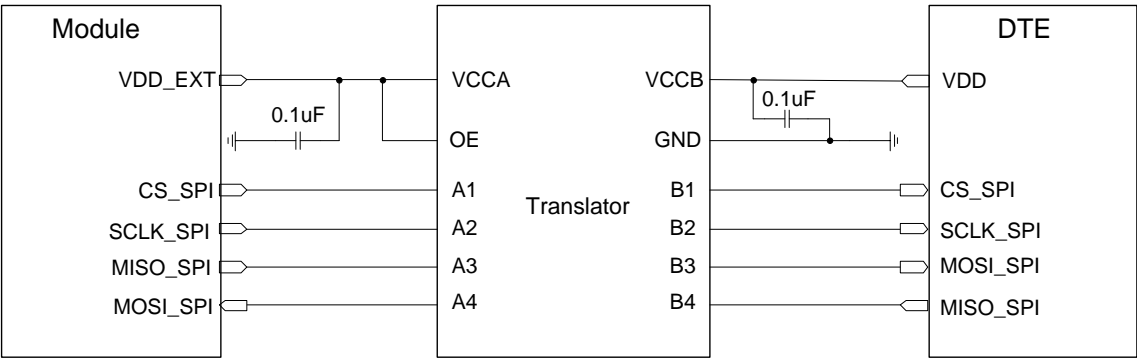 Module
DTE
VDD_EXT
VCCA
VCCB
VDD
0.1uF
0.1uF
OE
GND
CS_SPI
A1
B1
CS_SPI
Translator
SCLK_SPI
A2
B2
SCLK_SPI
MISO_SPI
A3
B3
MOSI_SPI
MOSI_SPI
A4
B4
MISO_SPI